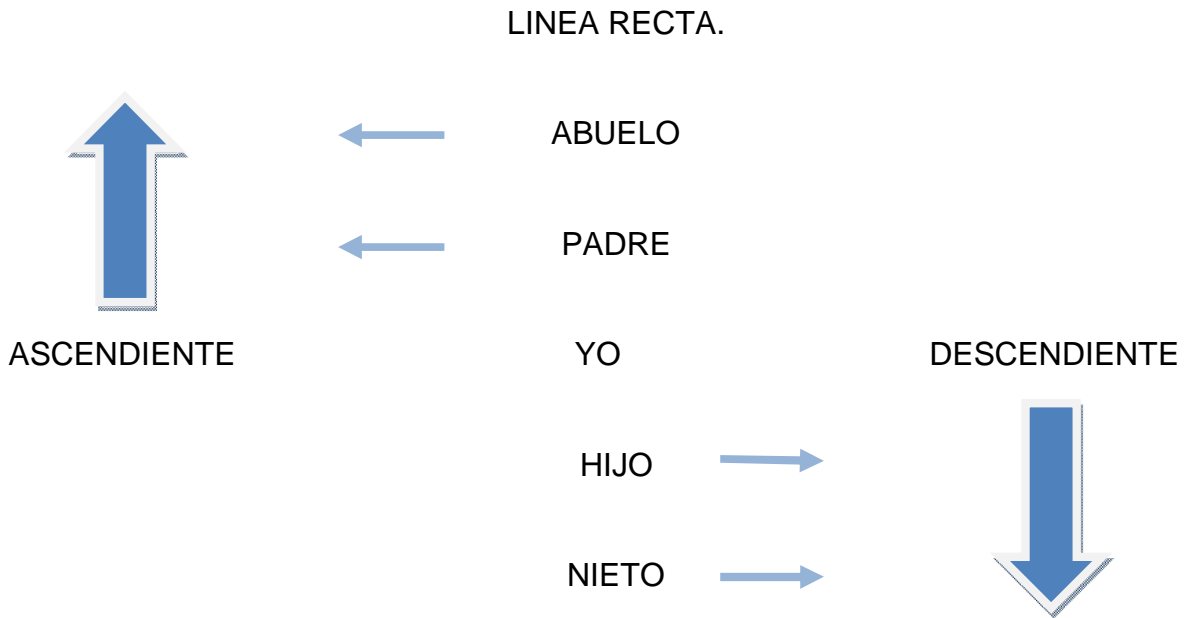 LINEA RECTA.
ABUELO
PADRE
ASCENDIENTE YO DESCENDIENTE
HIJO
NIETO